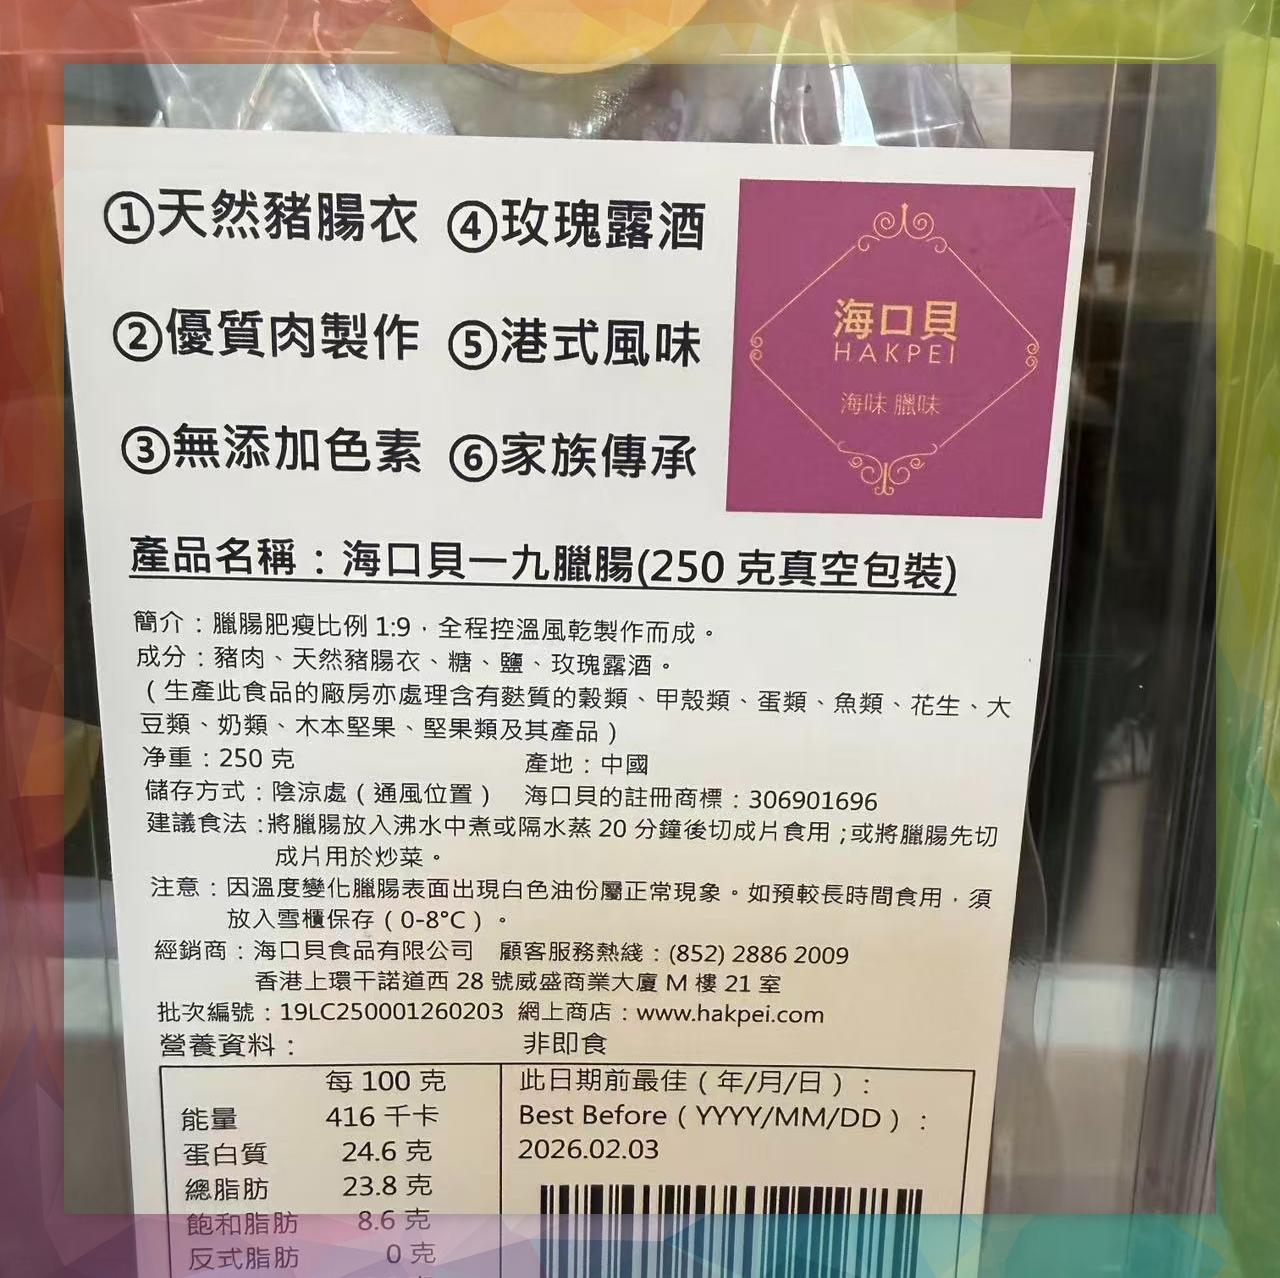 ①天然豬腸衣 ④玫瑰露酒
②優質肉製作 ⑤港式風味
③無添加色素 ⑥家族傳承
海口貝
HAKPEI
海味 臘味
產品名稱：海口貝一九臘腸(250 克真空包裝)
簡介：臘腸肥瘦比例 1:9，全程控溫風乾製作而成。
成分：豬肉、天然豬腸衣、糖、鹽、玫瑰露酒。
（生產此食品的廠房亦處理含有麩質的穀類、甲殼類、蛋類、魚類、花生、大
豆類、奶類、木本堅果、堅果類及其產品）
净重：250 克 產地：中國
儲存方式：陰涼處（通風位置） 海口貝的註冊商標：306901696
建議食法：將臘腸放入沸水中煮或隔水蒸 20 分鐘後切成片食用；或將臘腸先切
成片用於炒菜。
注意：因溫度變化臘腸表面出現白色油份屬正常現象。如預較長時間食用，須
放入雪櫃保存（0-8°C）。
經銷商：海口貝食品有限公司 顧客服務熱綫：(852) 2886 2009
香港上環干諾道西 28 號威盛商業大廈 M 樓 21 室
批次編號：19LC250001260203 網上商店：www.hakpei.com
營養資料： 非即食
每 100 克
能量 416 千卡
蛋白質 24.6 克
總脂肪 23.8 克
飽和脂肪 8.6 克
反式脂肪 0 克
此日期前最佳（年/月/日）：
Best Before（YYYY/MM/DD）：
2026.02.03